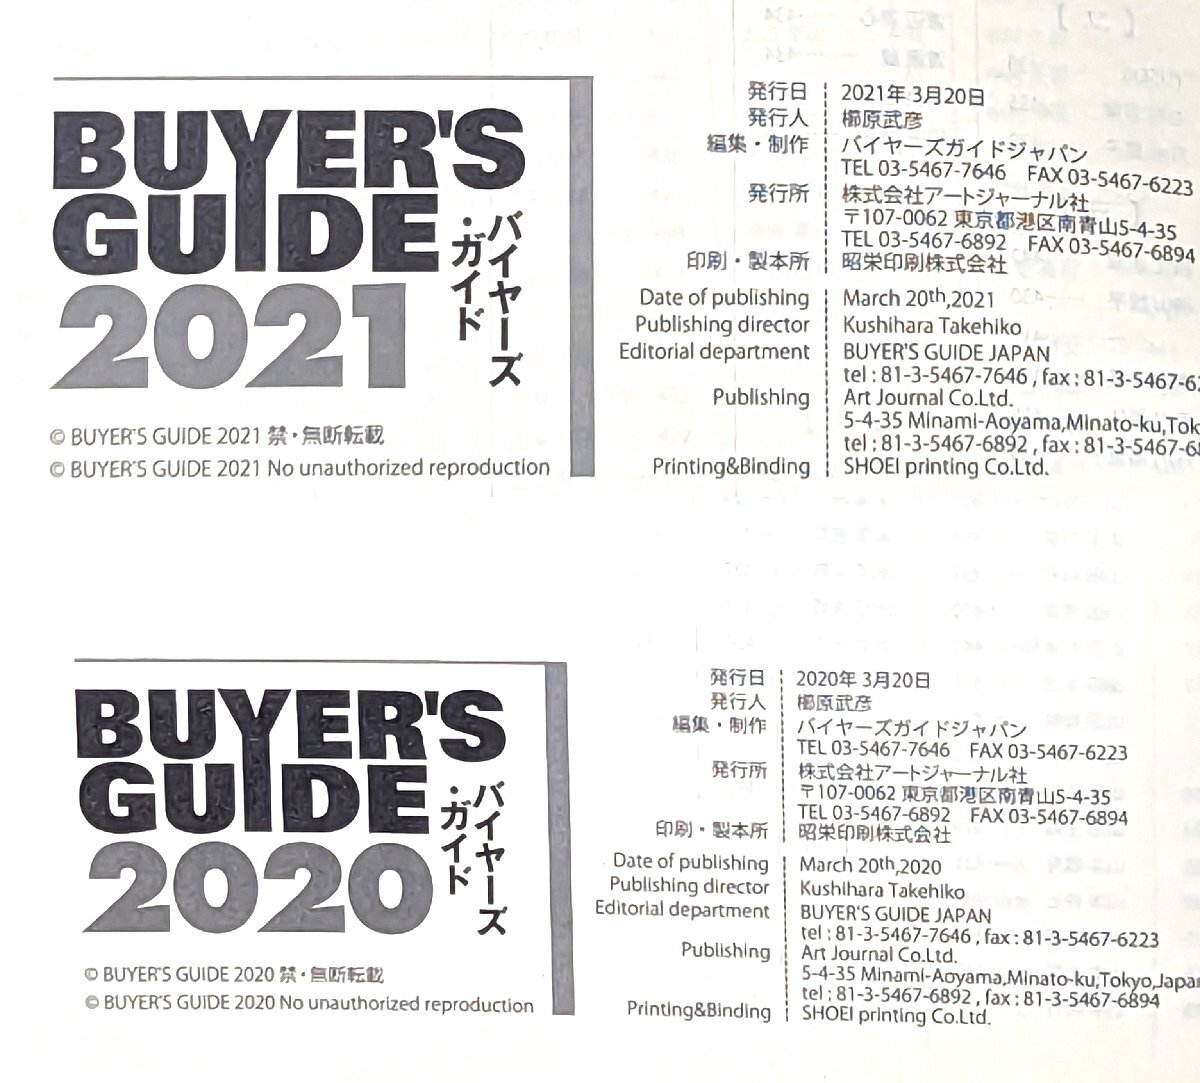 BUYER'S
GUIDE
2021
バイヤーズ
・ガイド
© BUYER'S GUIDE 2021 禁・無断転載
© BUYER'S GUIDE 2021 No unauthorized reproduction
発行日 2021年 3月20日
発行人 櫛原武彦
編集・制作 バイヤーズガイドジャパン
TEL 03-5467-7646 FAX 03-5467-6223
発行所 株式会社アートジャーナル社
〒107-0062 東京都港区南青山5-4-35
TEL 03-5467-6892 FAX 03-5467-6894
印刷・製本所 昭栄印刷株式会社
Date of publishing March 20th,2021
Publishing director Kushihara Takehiko
Editorial department BUYER'S GUIDE JAPAN
tel : 81-3-5467-7646 , fax : 81-3-5467-62
Publishing Art Journal Co.Ltd.
5-4-35 Minami-Aoyama,Minato-ku,Tok
tel : 81-3-5467-6892 , fax : 81-3-5467-68
Printing&Binding SHOEI printing Co.Ltd.
BUYER'S
GUIDE
2020
バイヤーズ
・ガイド
© BUYER'S GUIDE 2020 禁・無断転載
© BUYER'S GUIDE 2020 No unauthorized reproduction
発行日 2020年 3月20日
発行人 櫛原武彦
編集・制作 バイヤーズガイドジャパン
TEL 03-5467-7646 FAX 03-5467-6223
発行所 株式会社アートジャーナル社
〒107-0062 東京都港区南青山5-4-35
TEL 03-5467-6892 FAX 03-5467-6894
印刷・製本所 昭栄印刷株式会社
Date of publishing March 20th,2020
Publishing director Kushihara Takehiko
Editorial department BUYER'S GUIDE JAPAN
tel : 81-3-5467-7646 , fax : 81-3-5467-6223
Publishing Art Journal Co.Ltd.
5-4-35 Minami-Aoyama,Minato-ku,Tokyo,Japan
tel : 81-3-5467-6892 , fax : 81-3-5467-6894
Printing&Binding SHOEI printing Co.Ltd.